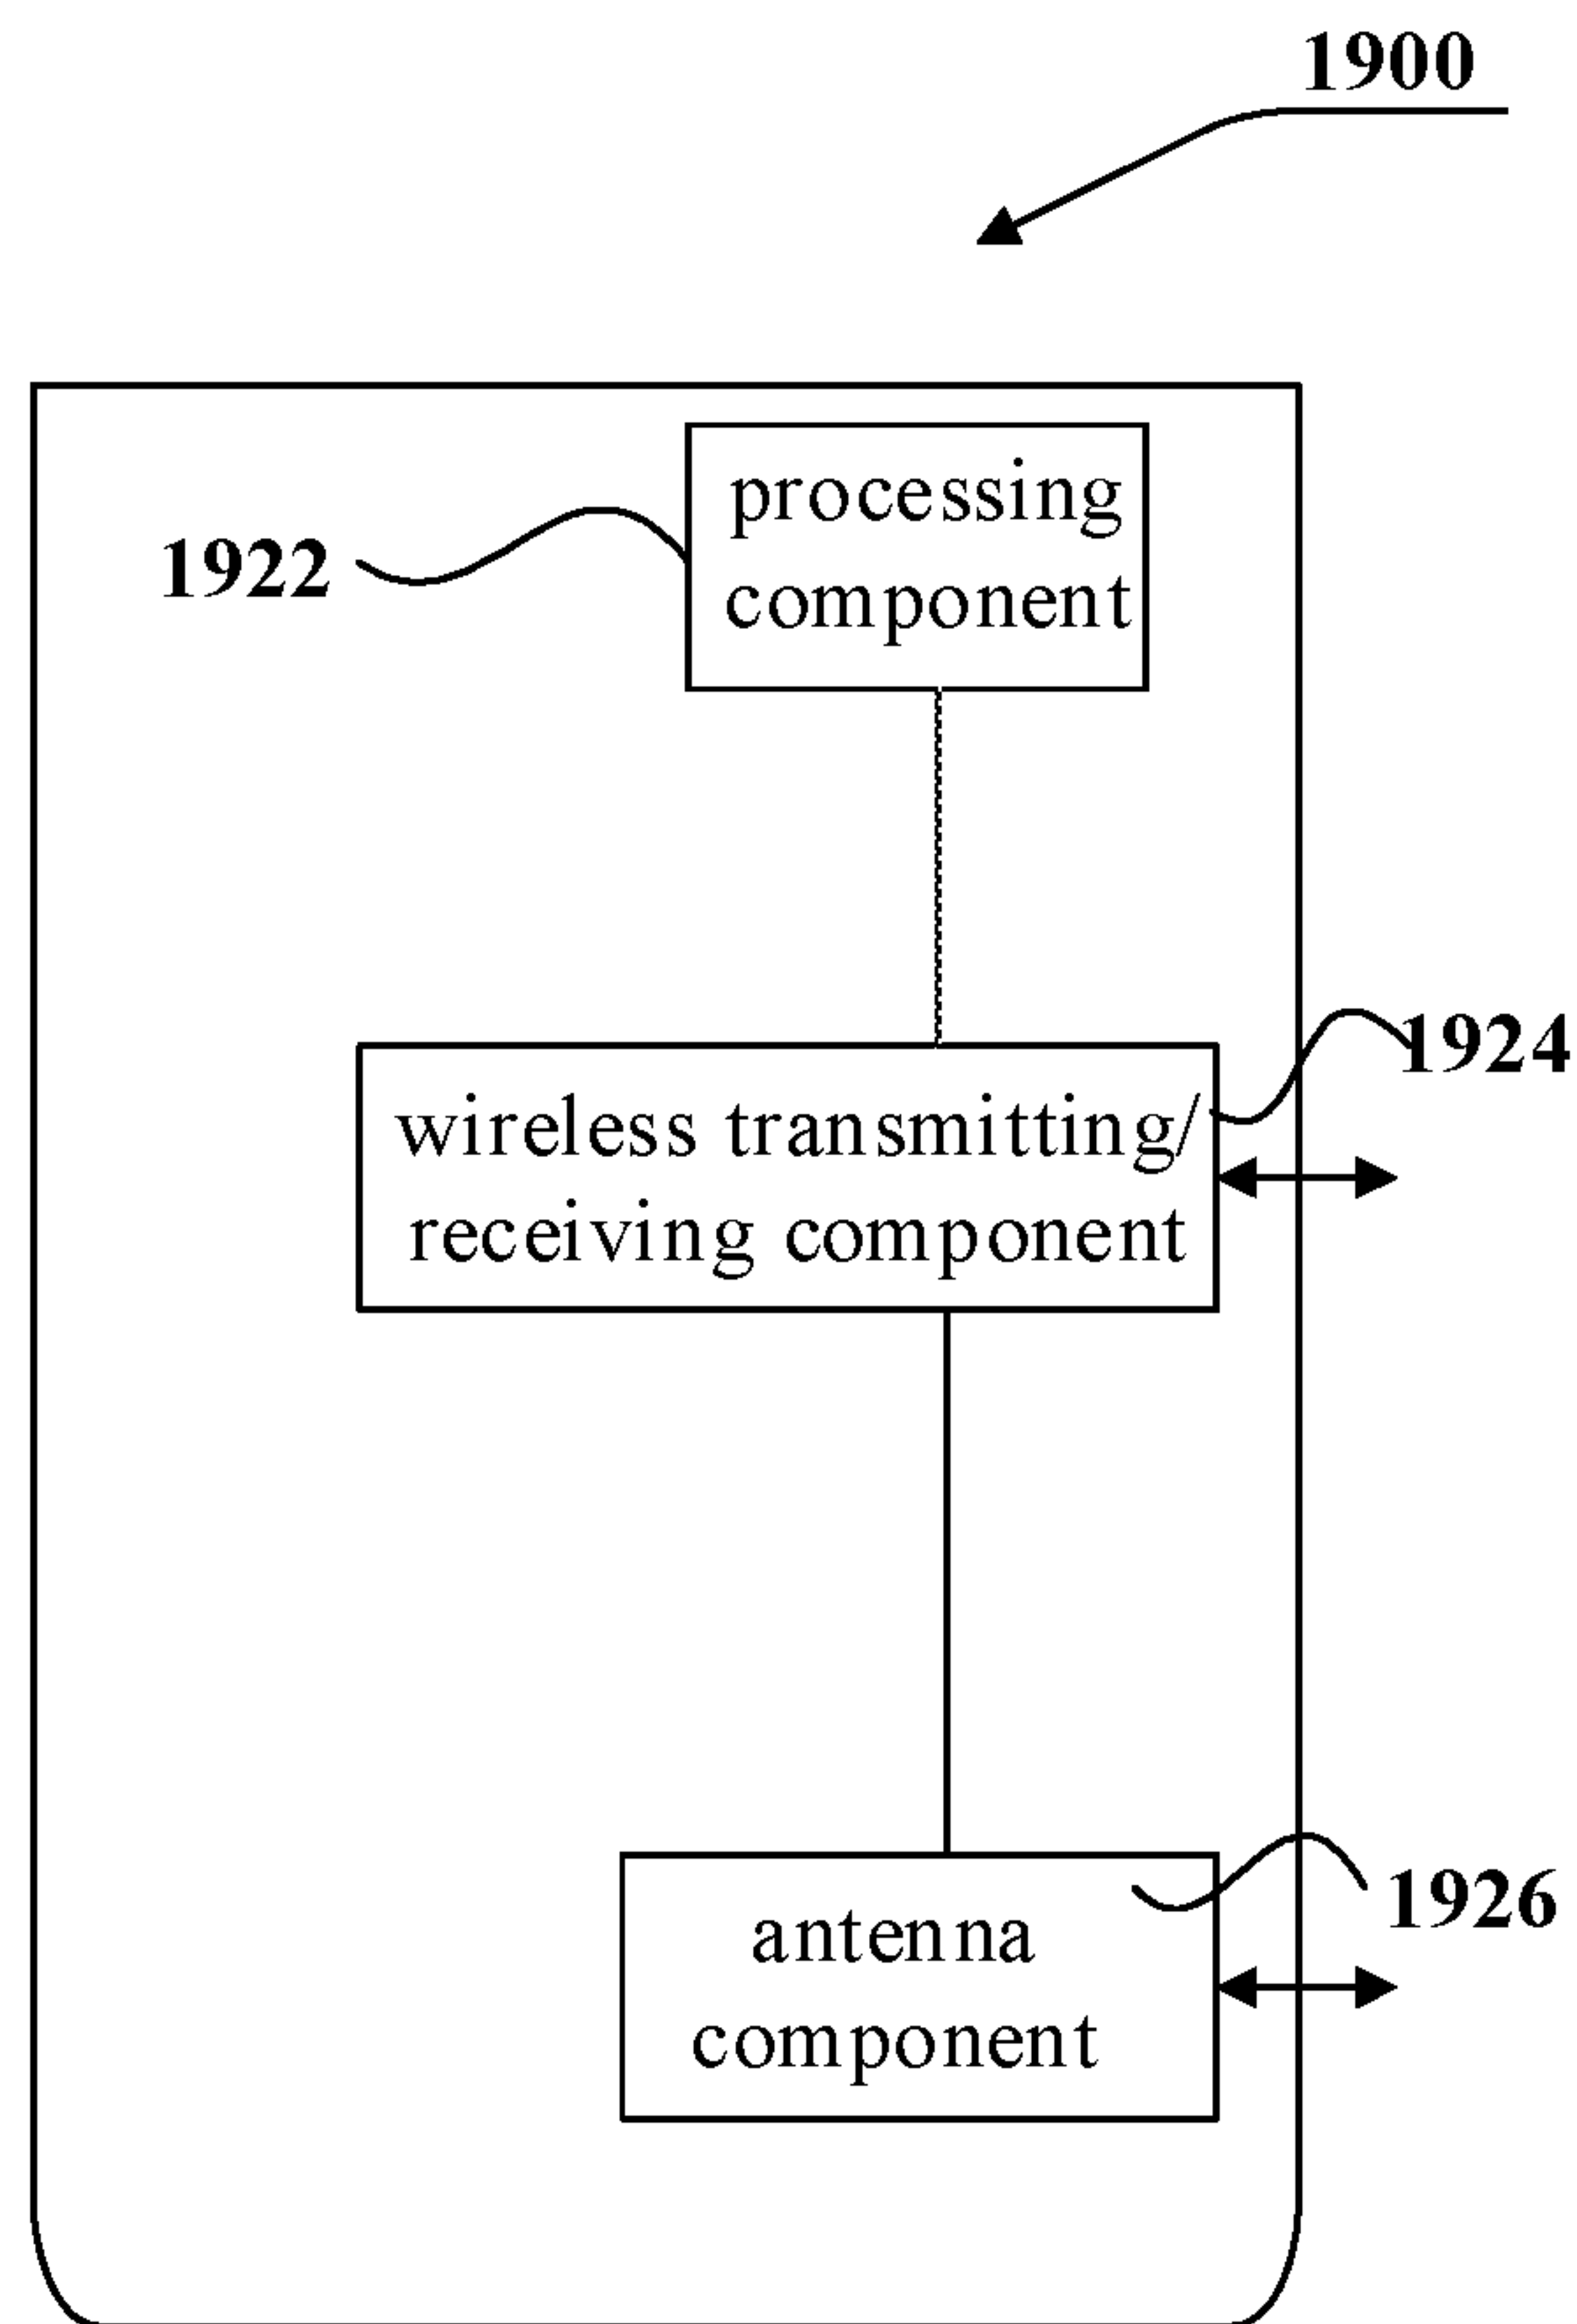 1900
processing
component
1922
1924
wireless transmitting/
receiving component
1926
antenna
component